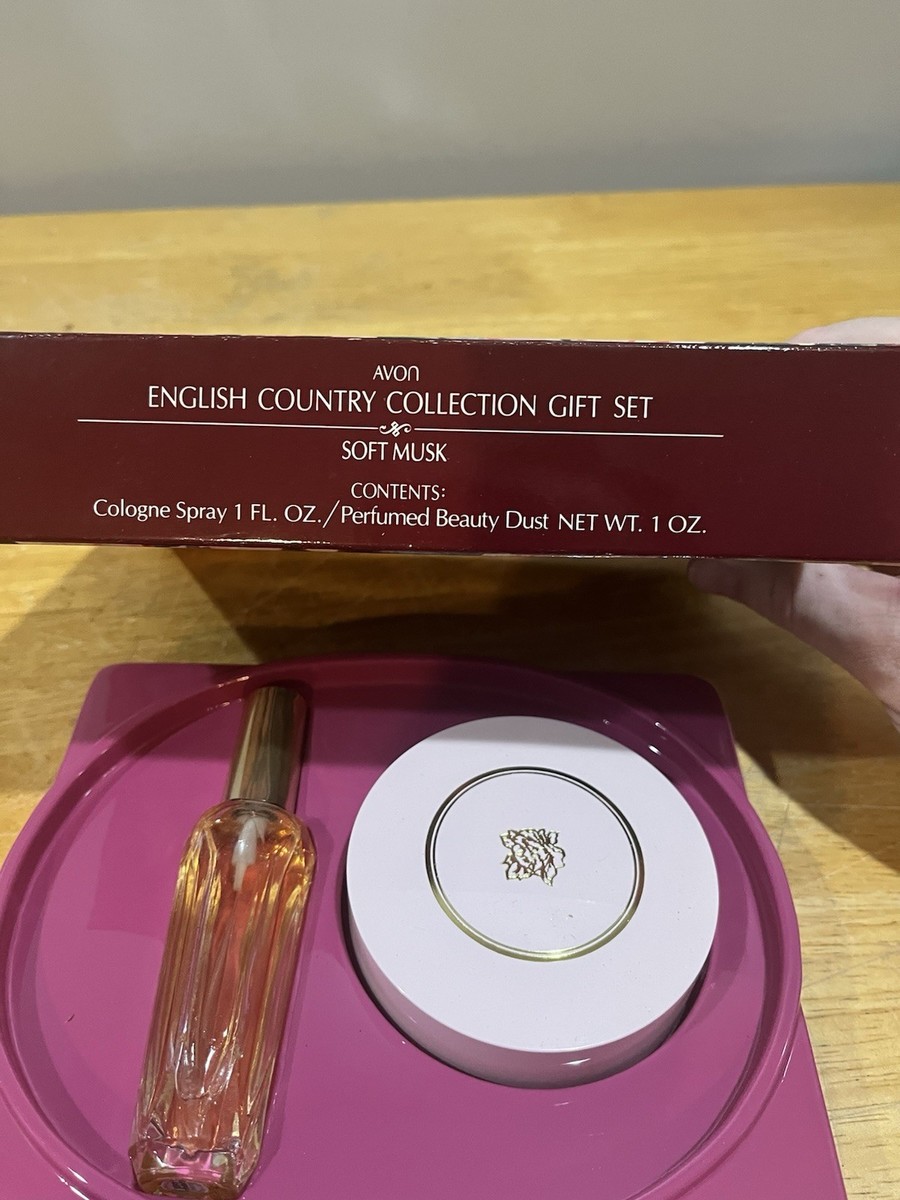 AVON
ENGLISH COUNTRY COLLECTION GIFT SET
SOFT MUSK
CONTENTS:
Cologne Spray 1 FL. OZ./Perfumed Beauty Dust NET WT. 1 OZ.